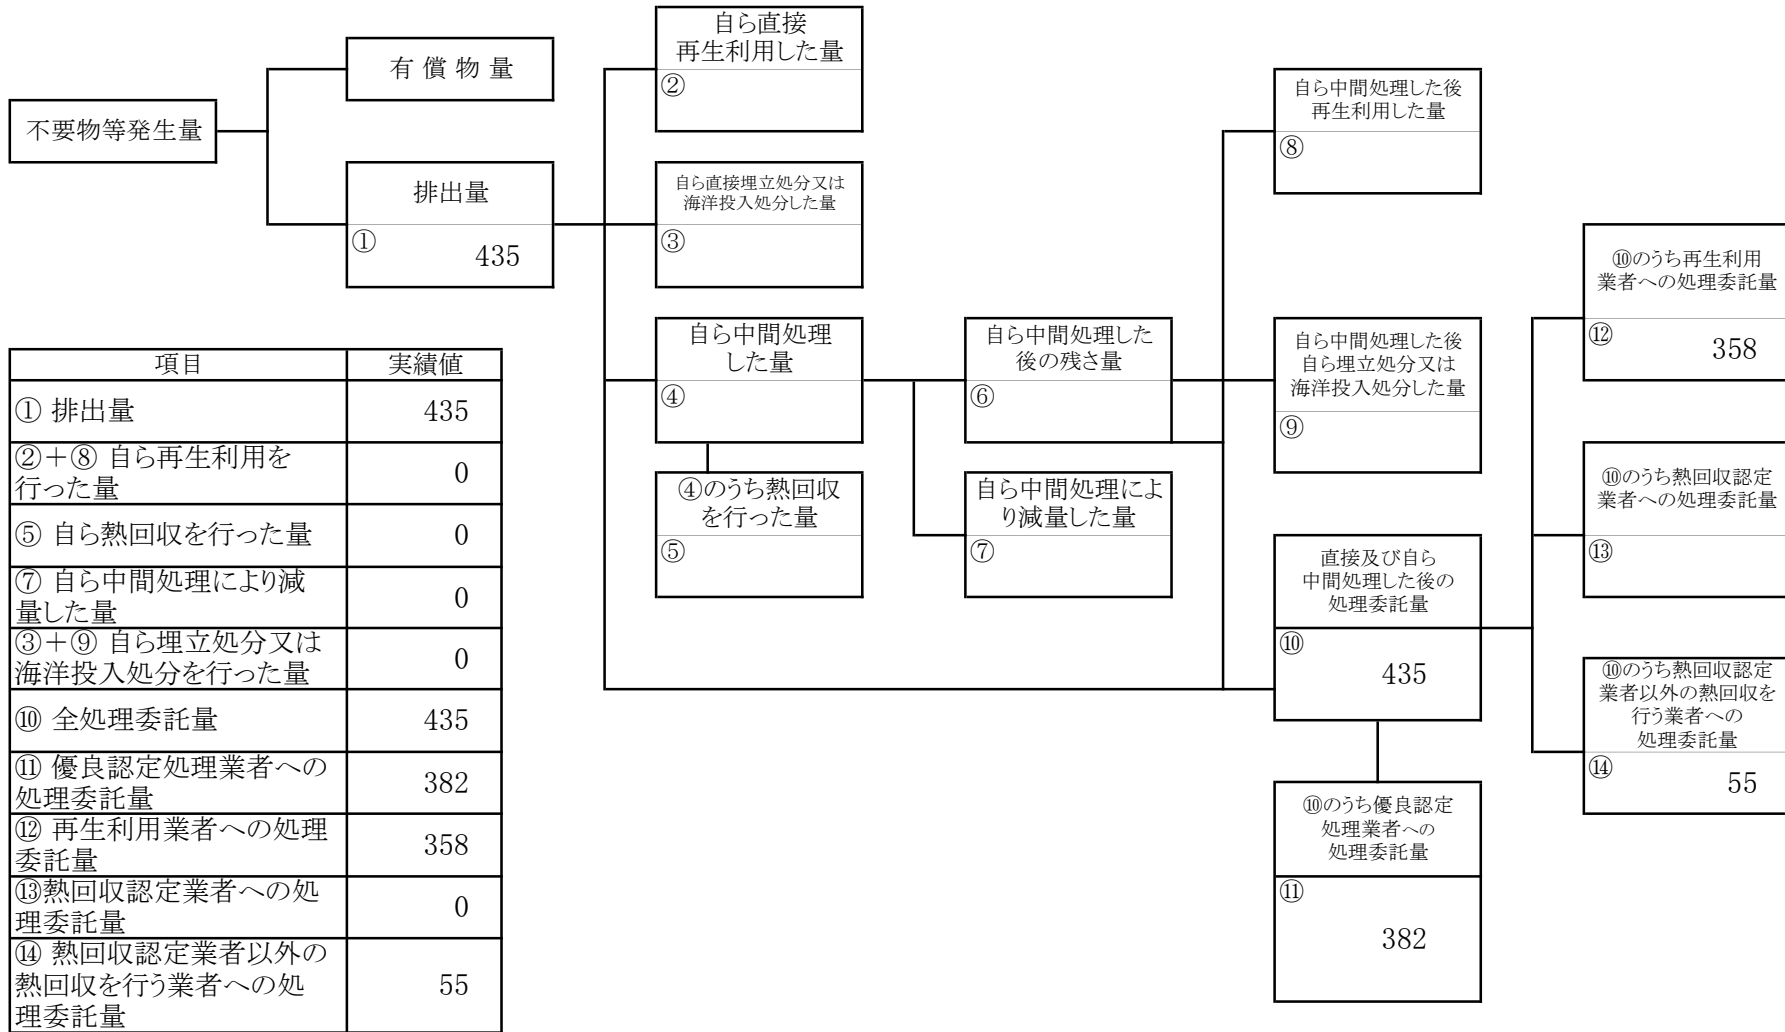 不要物等発生量
有 償 物 量
排出量
①
435
自ら直接
再生利用した量
②
自ら直接埋立処分又は
海洋投入処分した量
③
自ら中間処理
した量
④
④のうち熱回収
を行った量
⑤
自ら中間処理した
後の残さ量
⑥
自ら中間処理によ
り減量した量
⑦
自ら中間処理した後
再生利用した量
⑧
自ら中間処理した後
自ら埋立処分又は
海洋投入処分した量
⑨
直接及び自ら
中間処理した後の
処理委託量
⑩
435
⑩のうち優良認定
処理業者への
処理委託量
⑪
382
⑩のうち再生利用
業者への処理委託量
⑫
358
⑩のうち熱回収認定
業者への処理委託量
⑬
⑩のうち熱回収認定
業者以外の熱回収を
行う業者への
処理委託量
⑭
55
項目 実績値
① 排出量 435
②＋⑧ 自ら再生利用を
行った量 0
⑤ 自ら熱回収を行った量 0
⑦ 自ら中間処理により減
量した量 0
③＋⑨ 自ら埋立処分又は
海洋投入処分を行った量 0
⑩ 全処理委託量 435
⑪ 優良認定処理業者への
処理委託量 382
⑫ 再生利用業者への処理
委託量 358
⑬熱回収認定業者への処
理委託量 0
⑭ 熱回収認定業者以外の
熱回収を行う業者への処
理委託量 55